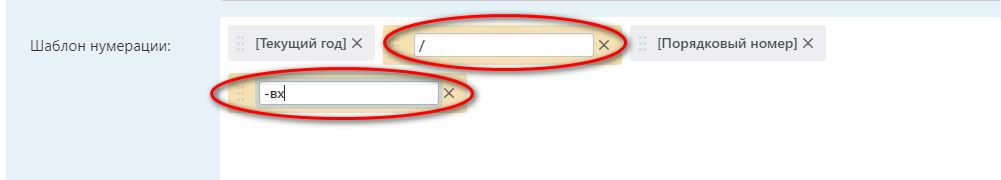 Шаблон нумерации: [Текущий год] / [Порядковый номер]
-вх